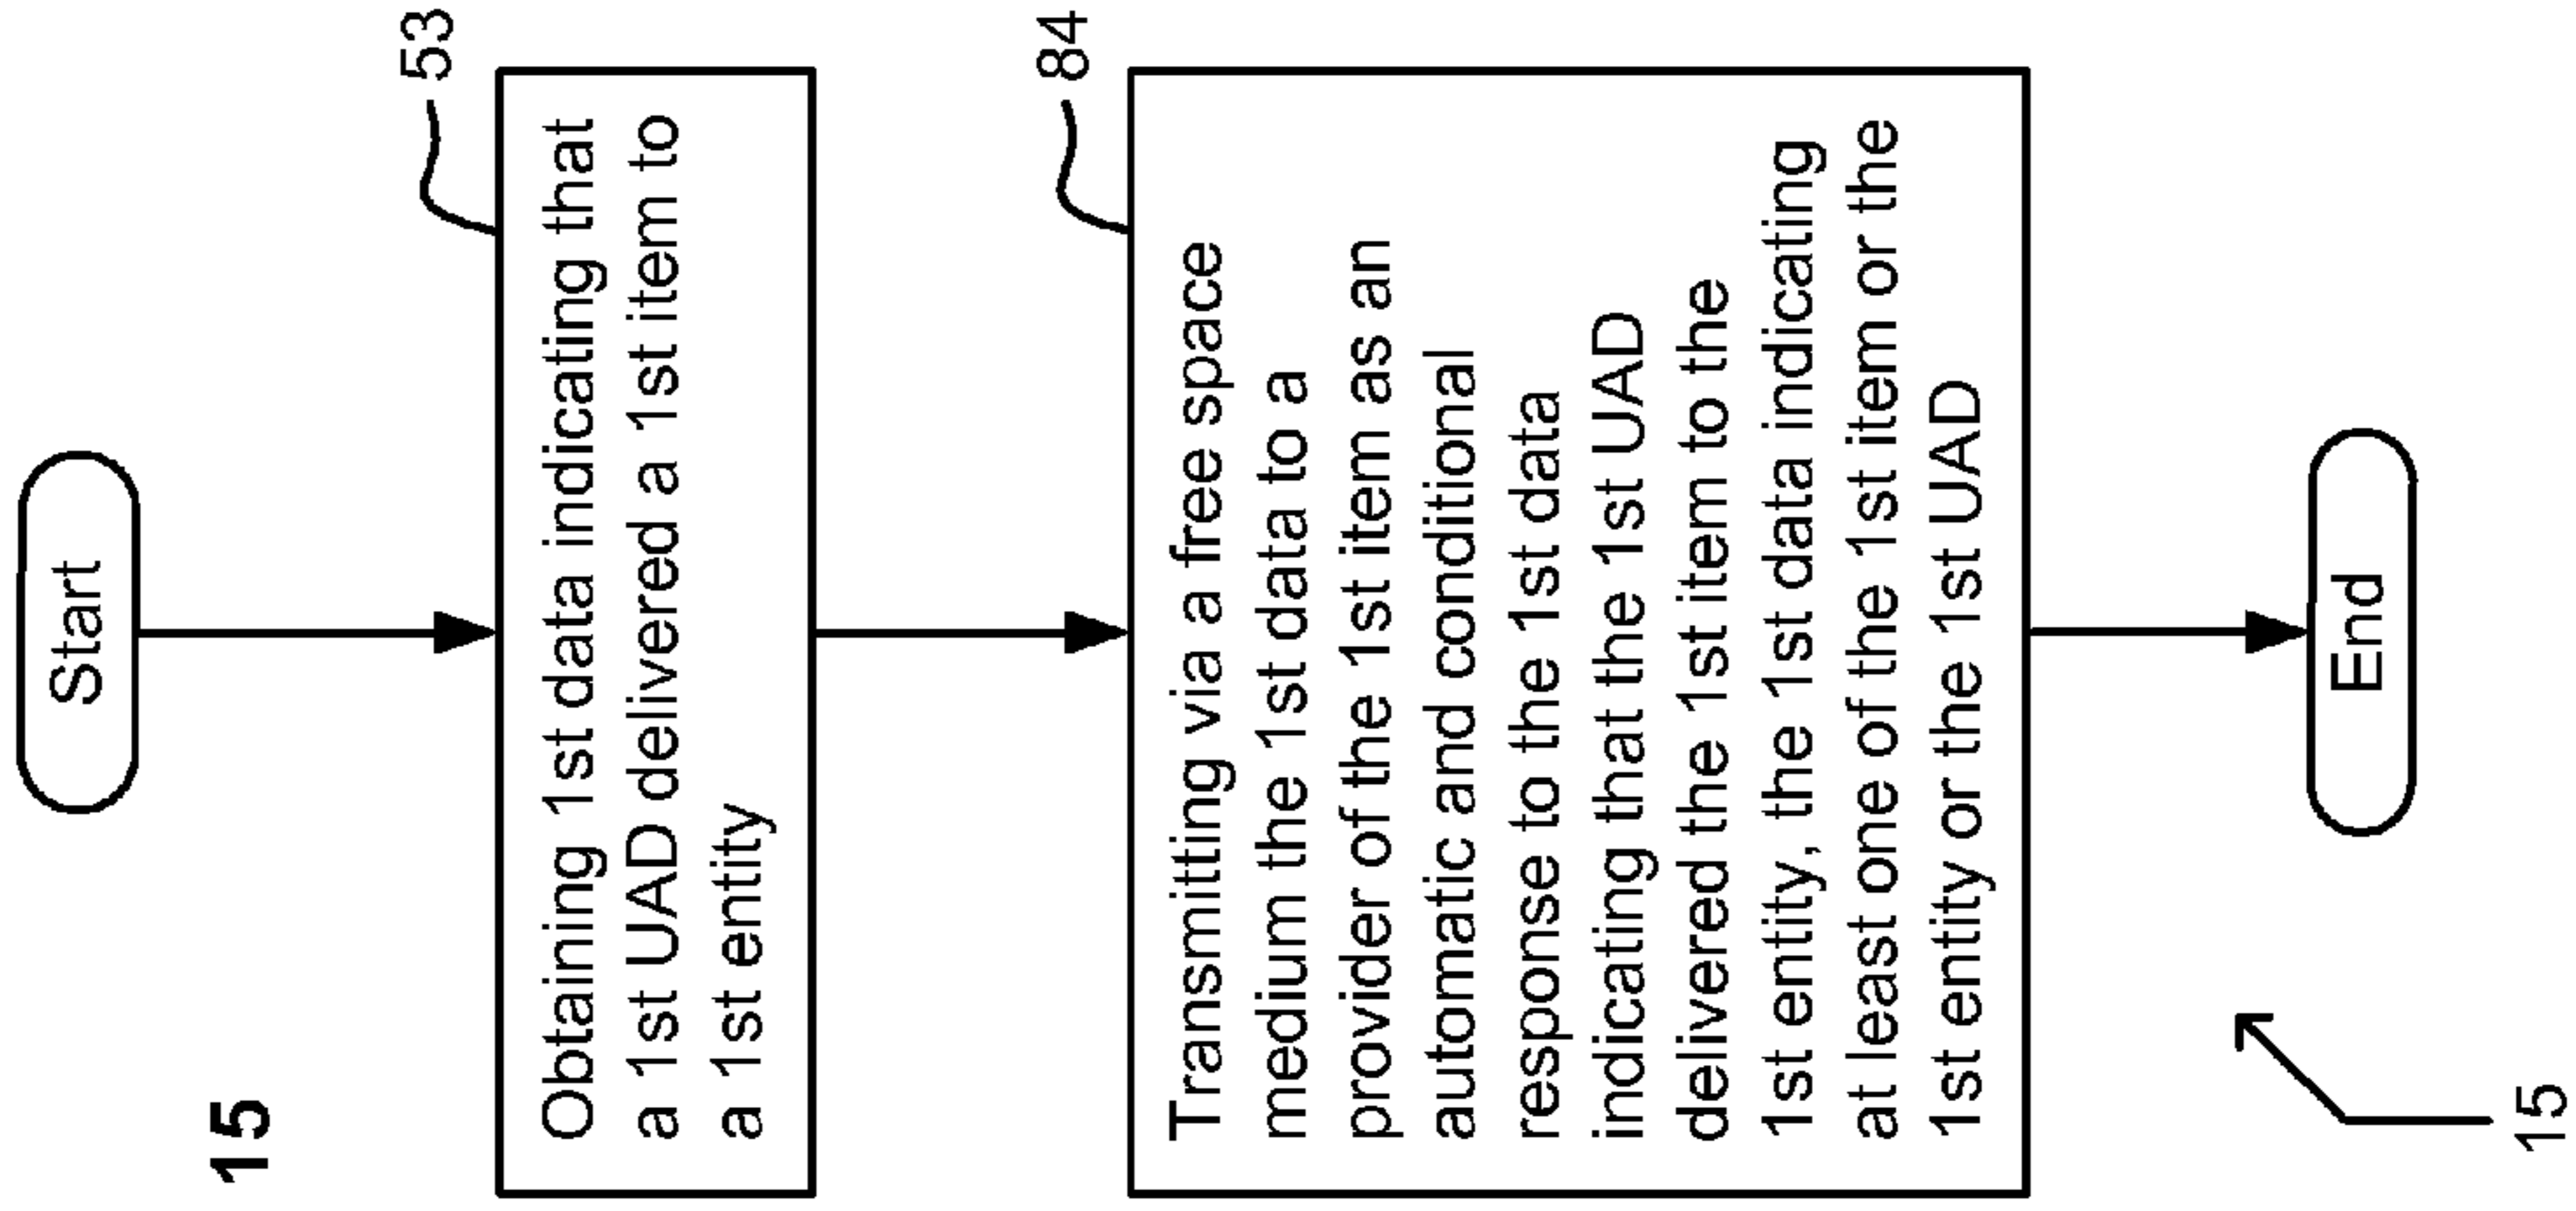 15
Start
53
Obtaining 1st data indicating that
a 1st UAD delivered a 1st item to
a 1st entity
84
Transmitting via a free space
medium the 1st data to a
provider of the 1st item as an
automatic and conditional
response to the 1st data
indicating that the 1st UAD
delivered the 1st item to the
1st entity, the 1st data indicating
at least one of the 1st item or the
1st entity or the 1st UAD
End
15